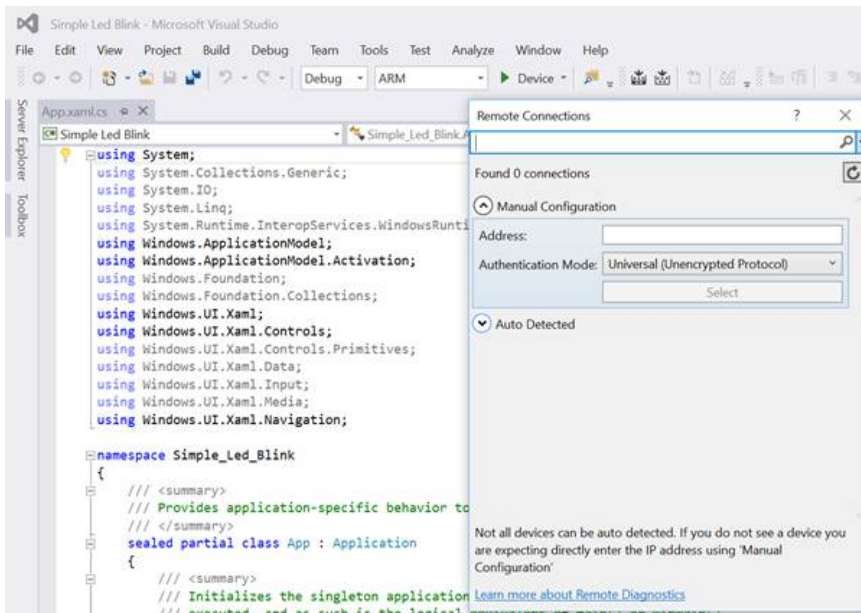 Simple Led Blink - Microsoft Visual Studio
File Edit View Project Build Debug Team Tools Test Analyze Window Help
Debug ARM Device
Server Explorer
Toolbox
App.xaml.cs
Simple Led Blink Simple_Led_Blink.A
using System;
using System.Collections.Generic;
using System.IO;
using System.Linq;
using System.Runtime.InteropServices.WindowsRunti
using Windows.ApplicationModel;
using Windows.ApplicationModel.Activation;
using Windows.Foundation;
using Windows.Foundation.Collections;
using Windows.UI.Xaml;
using Windows.UI.Xaml.Controls;
using Windows.UI.Xaml.Controls.Primitives;
using Windows.UI.Xaml.Data;
using Windows.UI.Xaml.Input;
using Windows.UI.Xaml.Media;
using Windows.UI.Xaml.Navigation;
namespace Simple_Led_Blink
{
/// <summary>
/// Provides application-specific behavior to
/// </summary>
sealed partial class App : Application
{
/// <summary>
/// Initializes the singleton application
Remote Connections ?
Found 0 connections
Manual Configuration
Address:
Authentication Mode: Universal (Unencrypted Protocol)
Select
Auto Detected
Not all devices can be auto detected. If you do not see a device you
are expecting directly enter the IP address using 'Manual
Configuration'
Learn more about Remote Diagnostics